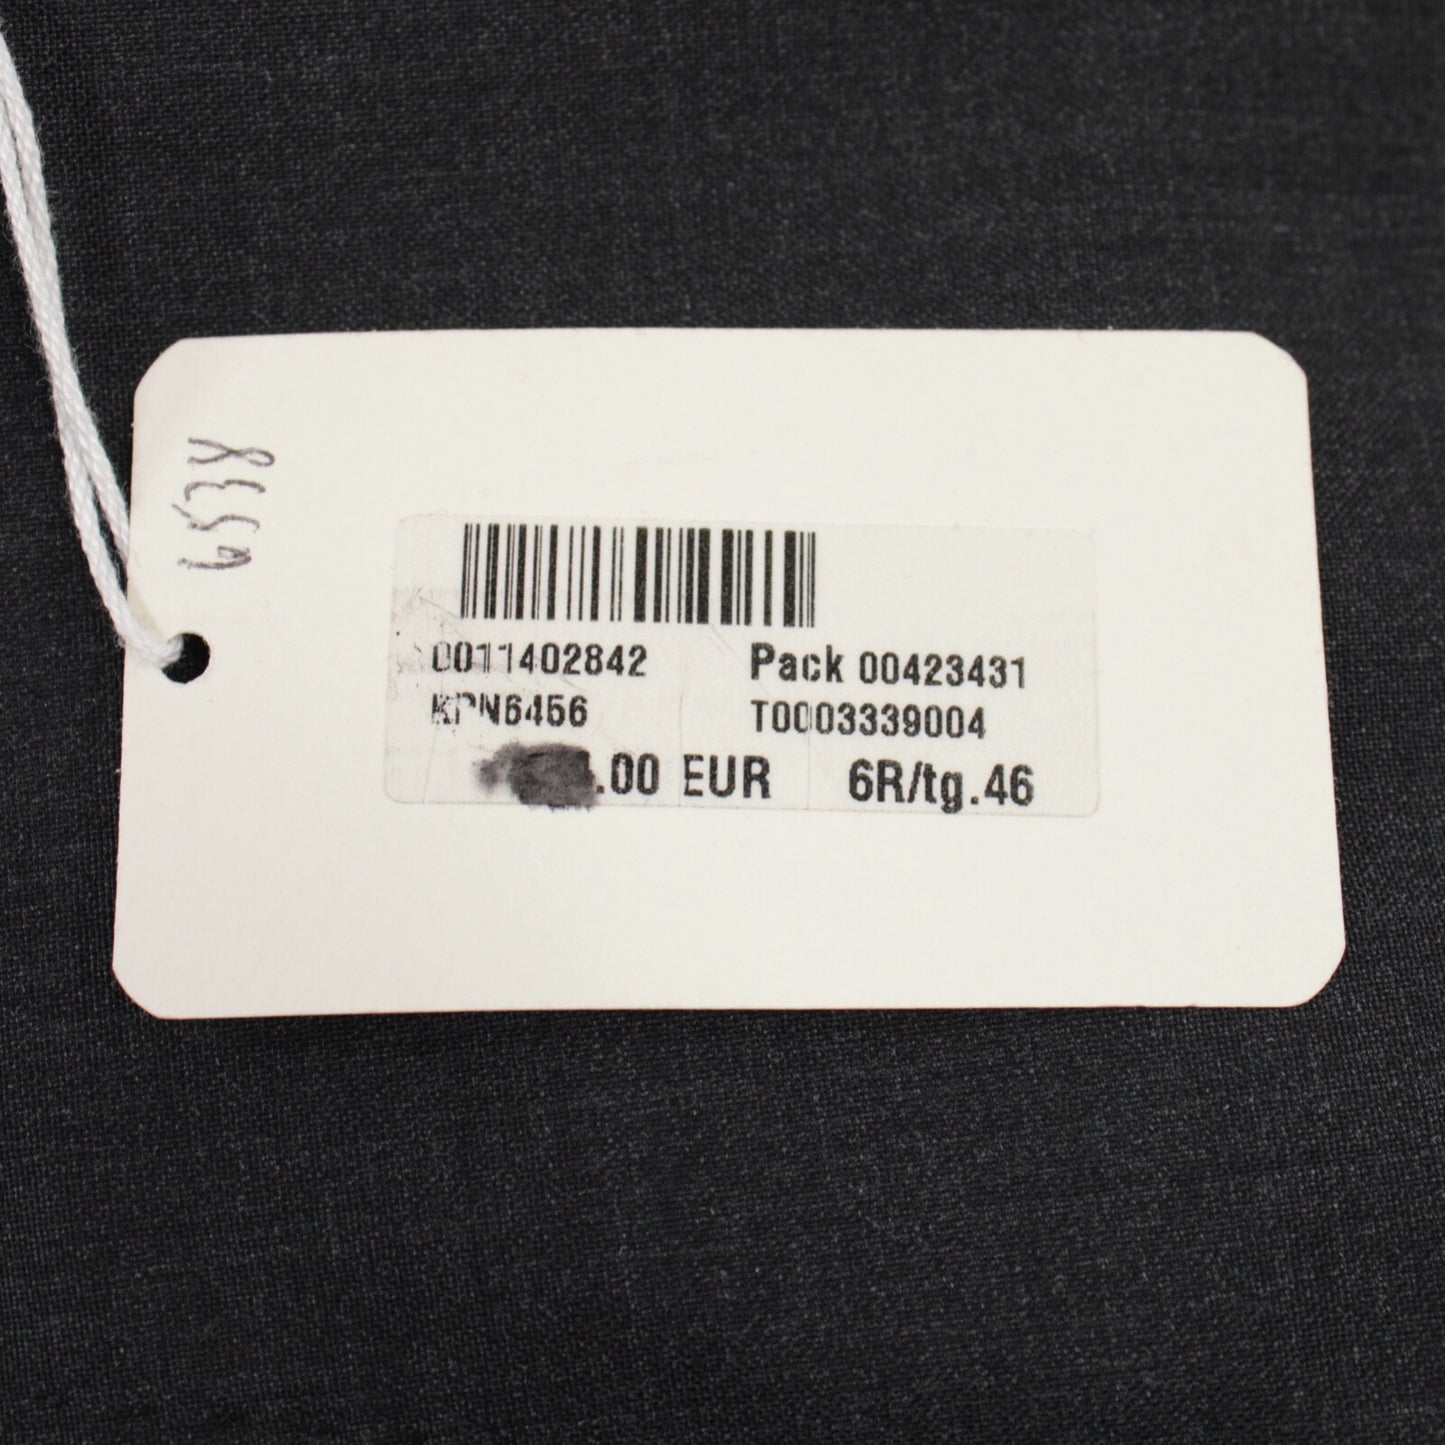 6538
0011402842 Pack 00423431
KPN6456 T0003339004
.00 EUR 6R/tg.46